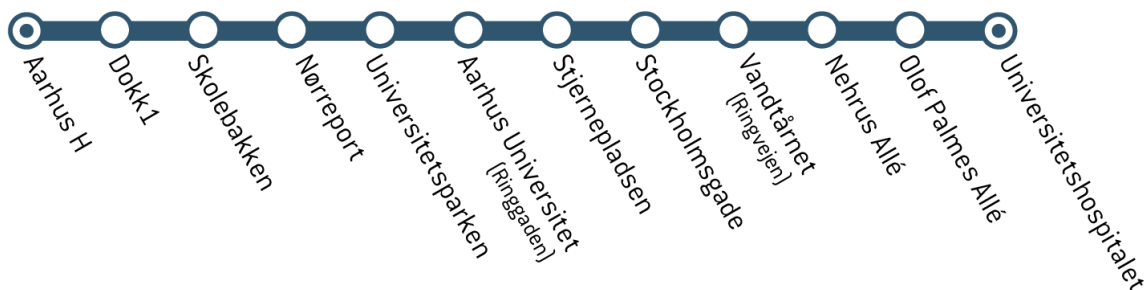 Aarhus H
Dokk1
Skolebakken
Nørreport
Universitetsparken
Aarhus Universitet
(Ringgaden)
Stjernepladsen
Stockholmsgade
Vandtårnet
(Ringvejen)
Nehrus Allé
Olof Palmes Allé
Universitetshospitalet